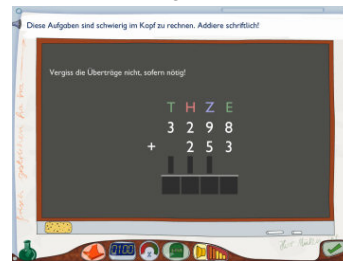 Diese Aufgaben sind schwierig im Kopf zu rechnen. Addiere schriftlich!
Vergiss die Überträge nicht, sofern nötig!
T H Z E
3 2 9 8
+ 2 5 3